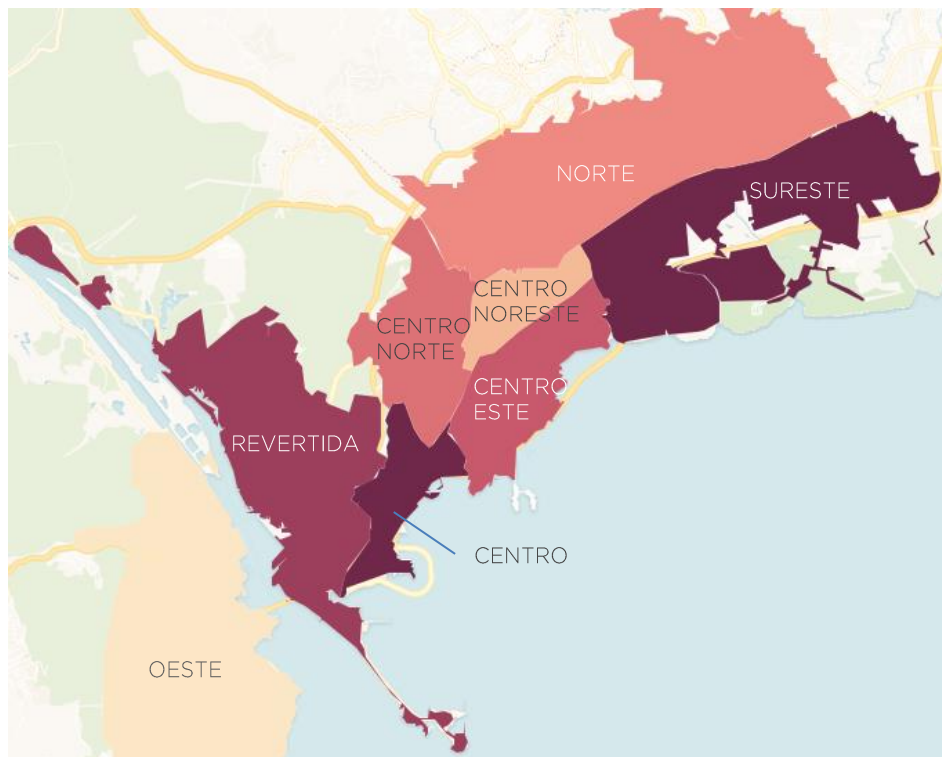 NORTE
SURESTE
CENTRO
NORESTE
CENTRO
NORTE
CENTRO
ESTE
REVERTIDA
CENTRO
OESTE